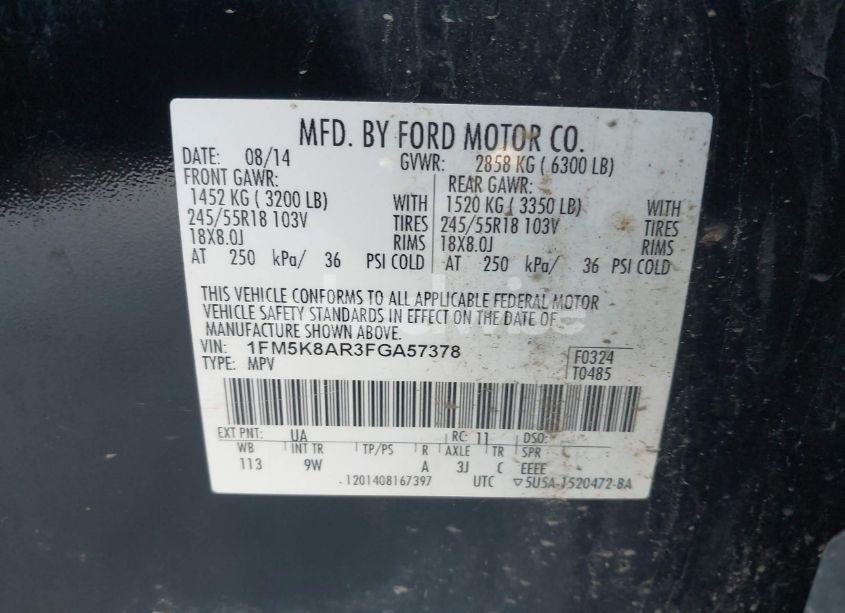 MFD. BY FORD MOTOR CO.
DATE: 08/14 GVWR: 2858 KG ( 6300 LB)
FRONT GAWR: REAR GAWR:
1452 KG ( 3200 LB) WITH 1520 KG ( 3350 LB) WITH
245/55R18 103V TIRES 245/55R18 103V TIRES
18X8.0J RIMS 18X8.0J RIMS
AT 250 kPa/ 36 PSI COLD AT 250 kPa/ 36 PSI COLD
THIS VEHICLE CONFORMS TO ALL APPLICABLE FEDERAL MOTOR
VEHICLE SAFETY STANDARDS IN EFFECT ON THE DATE OF
MANUFACTURE SHOWN ABOVE.
VIN: 1FM5K8AR3FGA57378 F0324
TYPE: MPV T0485
EXT PNT: UA RC: 11 DSO:
WB INT TR TP/PS R AXLE TR SPR
113 9W A 3J C EEEE
1201408167397 UTC ▽5U5A-1520472-BA